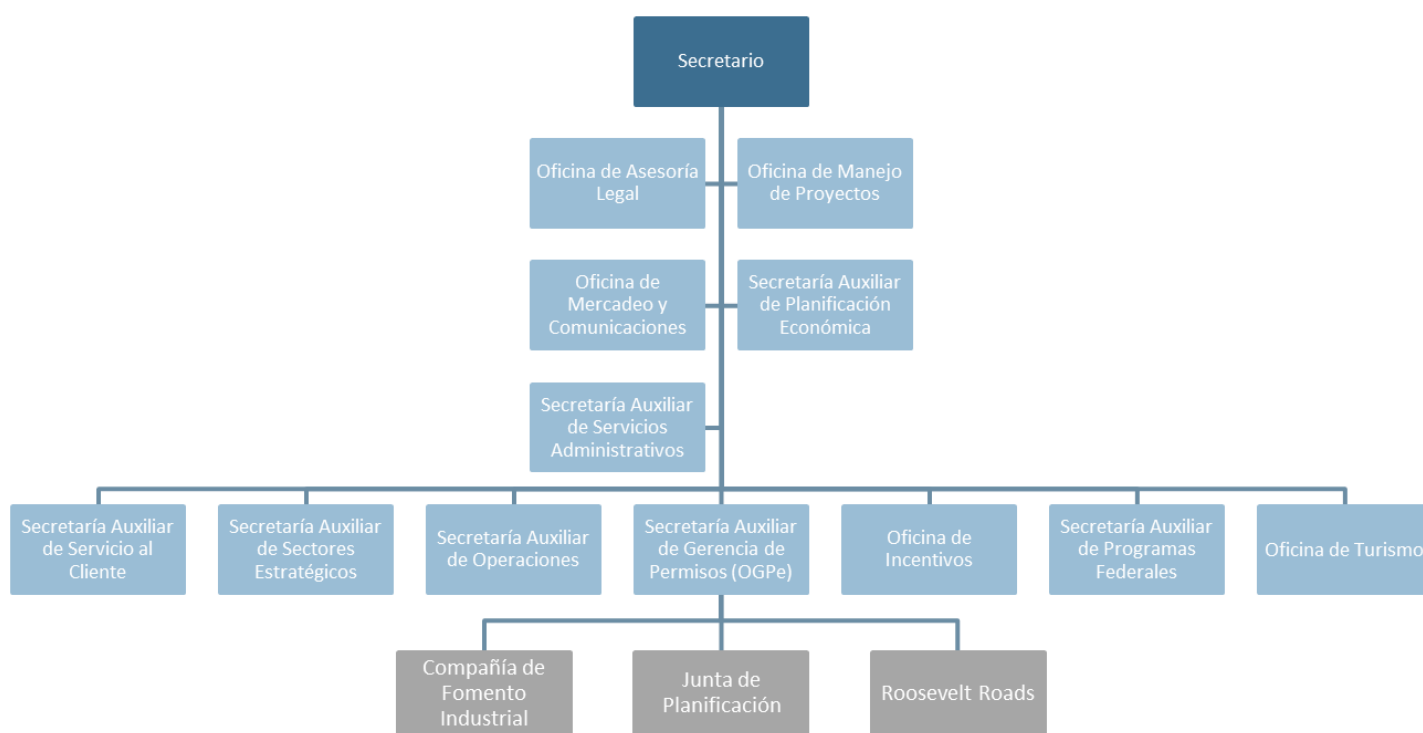 Secretario
Oficina de Asesoría
Legal
Oficina de Manejo
de Proyectos
Oficina de
Mercadeo y
Comunicaciones
Secretaría Auxiliar
de Planificación
Económica
Secretaría Auxiliar
de Servicios
Administrativos
Secretaría Auxiliar
de Servicio al
Cliente
Secretaría Auxiliar
de Sectores
Estratégicos
Secretaría Auxiliar
de Operaciones
Secretaría Auxiliar
de Gerencia de
Permisos (OGPe)
Oficina de
Incentivos
Secretaría Auxiliar
de Programas
Federales
Oficina de Turismo
Compañía de
Fomento
Industrial
Junta de
Planificación
Roosevelt Roads